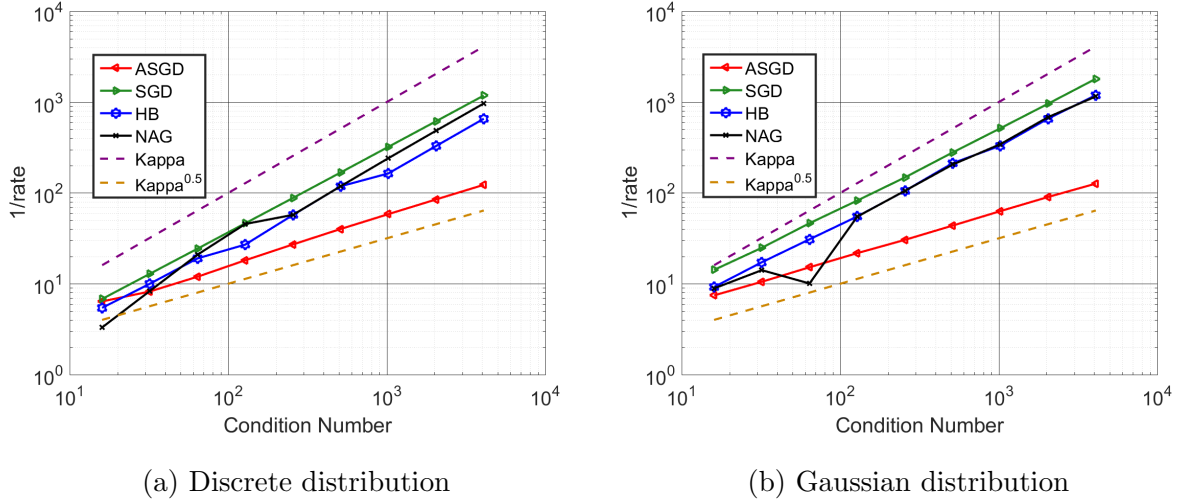 10^4
10^3
10^2
10^1
10^0
1/rate
ASGD
SGD
HB
NAG
Kappa
Kappa^0.5
10^1 10^2 10^3 10^4
Condition Number
(a) Discrete distribution
10^4
10^3
10^2
10^1
10^0
1/rate
ASGD
SGD
HB
NAG
Kappa
Kappa^0.5
10^1 10^2 10^3 10^4
Condition Number
(b) Gaussian distribution